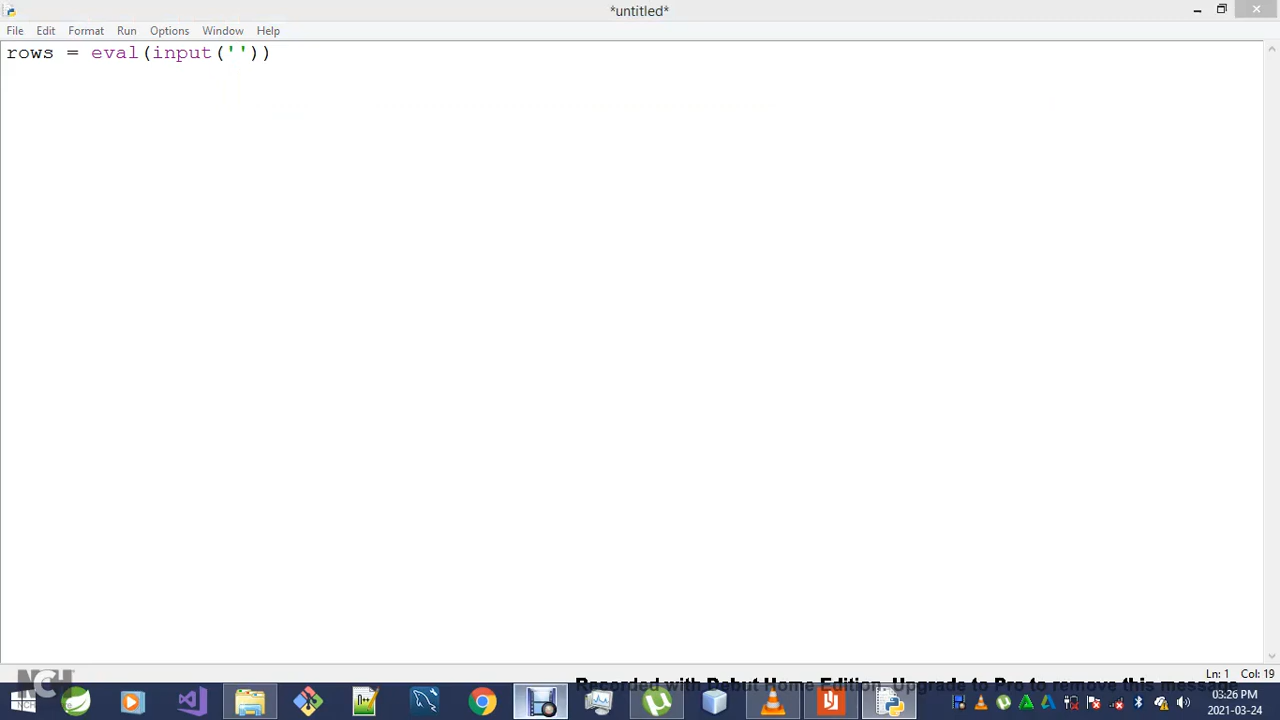 *untitled*
File Edit Format Run Options Window Help
rows = eval(input(''))
Ln: 1 Col: 19
NCH
Recorded with Debut Home Edition. Upgrade to Pro to remove this message
03:26 PM
2021-03-24